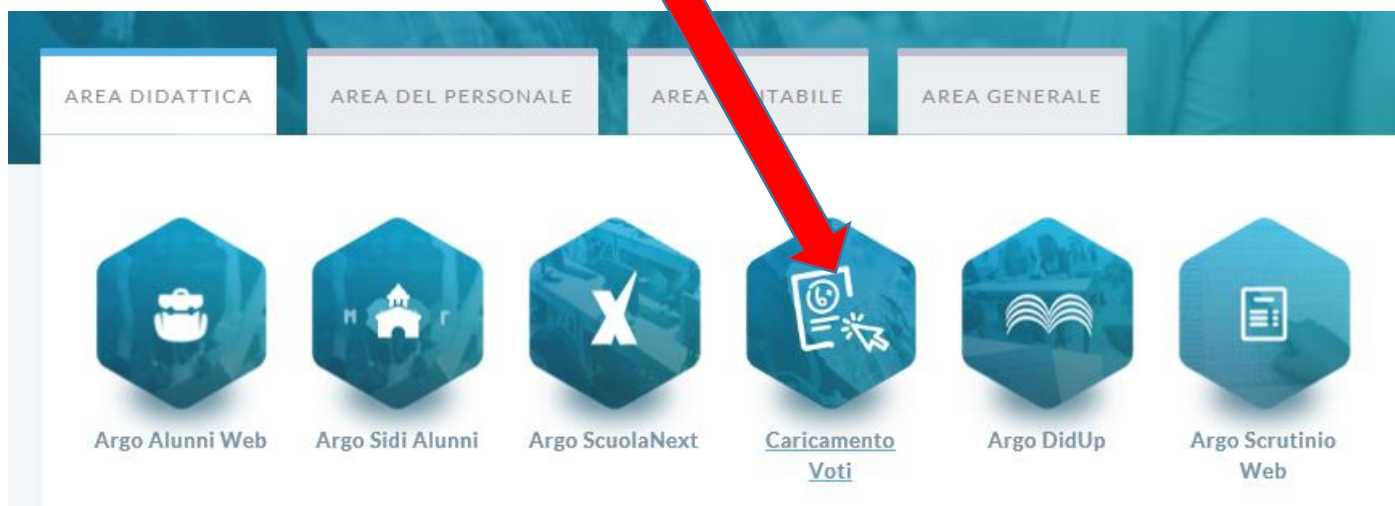 AREA DIDATTICA
AREA DEL PERSONALE
AREA
AREA GENERALE
Argo Alunni Web
Argo Sidi Alunni
Argo ScuolaNext
Caricamento
Voti
Argo DidUp
Argo Scrutinio
Web